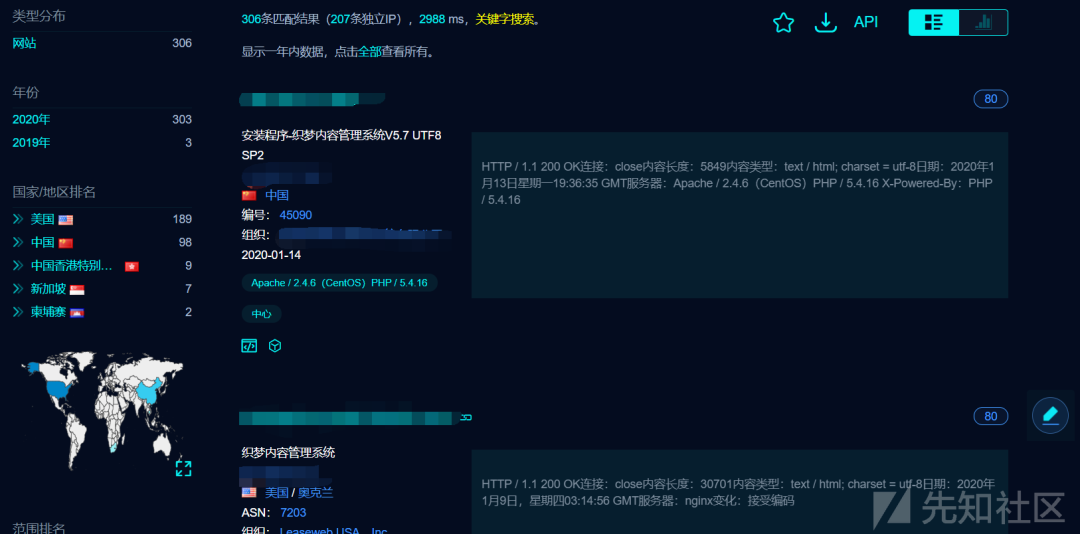 类型分布
网站 306
年份
2020年 303
2019年 3
国家/地区排名
美国 189
中国 98
中国香港特别... 9
新加坡 7
柬埔寨 2
范围排名
306条匹配结果（207条独立IP），2988 ms，关键字搜索。
显示一年内数据，点击全部查看所有。
API
80
安装程序-织梦内容管理系统V5.7 UTF8
SP2
中国
编号： 45090
组织：
2020-01-14
Apache / 2.4.6（CentOS）PHP / 5.4.16
中心
HTTP / 1.1 200 OK连接：close内容长度：5849内容类型：text / html; charset = utf-8日期：2020年1
月13日星期一19:36:35 GMT服务器：Apache / 2.4.6（CentOS）PHP / 5.4.16 X-Powered-By：PHP
/ 5.4.16
80
织梦内容管理系统
美国 / 奥克兰
ASN： 7203
组织： Leaseweb USA, Inc.
HTTP / 1.1 200 OK连接：close内容长度：30701内容类型：text / html; charset = utf-8日期：2020年
1月9日，星期四03:14:56 GMT服务器：nginx变化：接受编码
先知社区